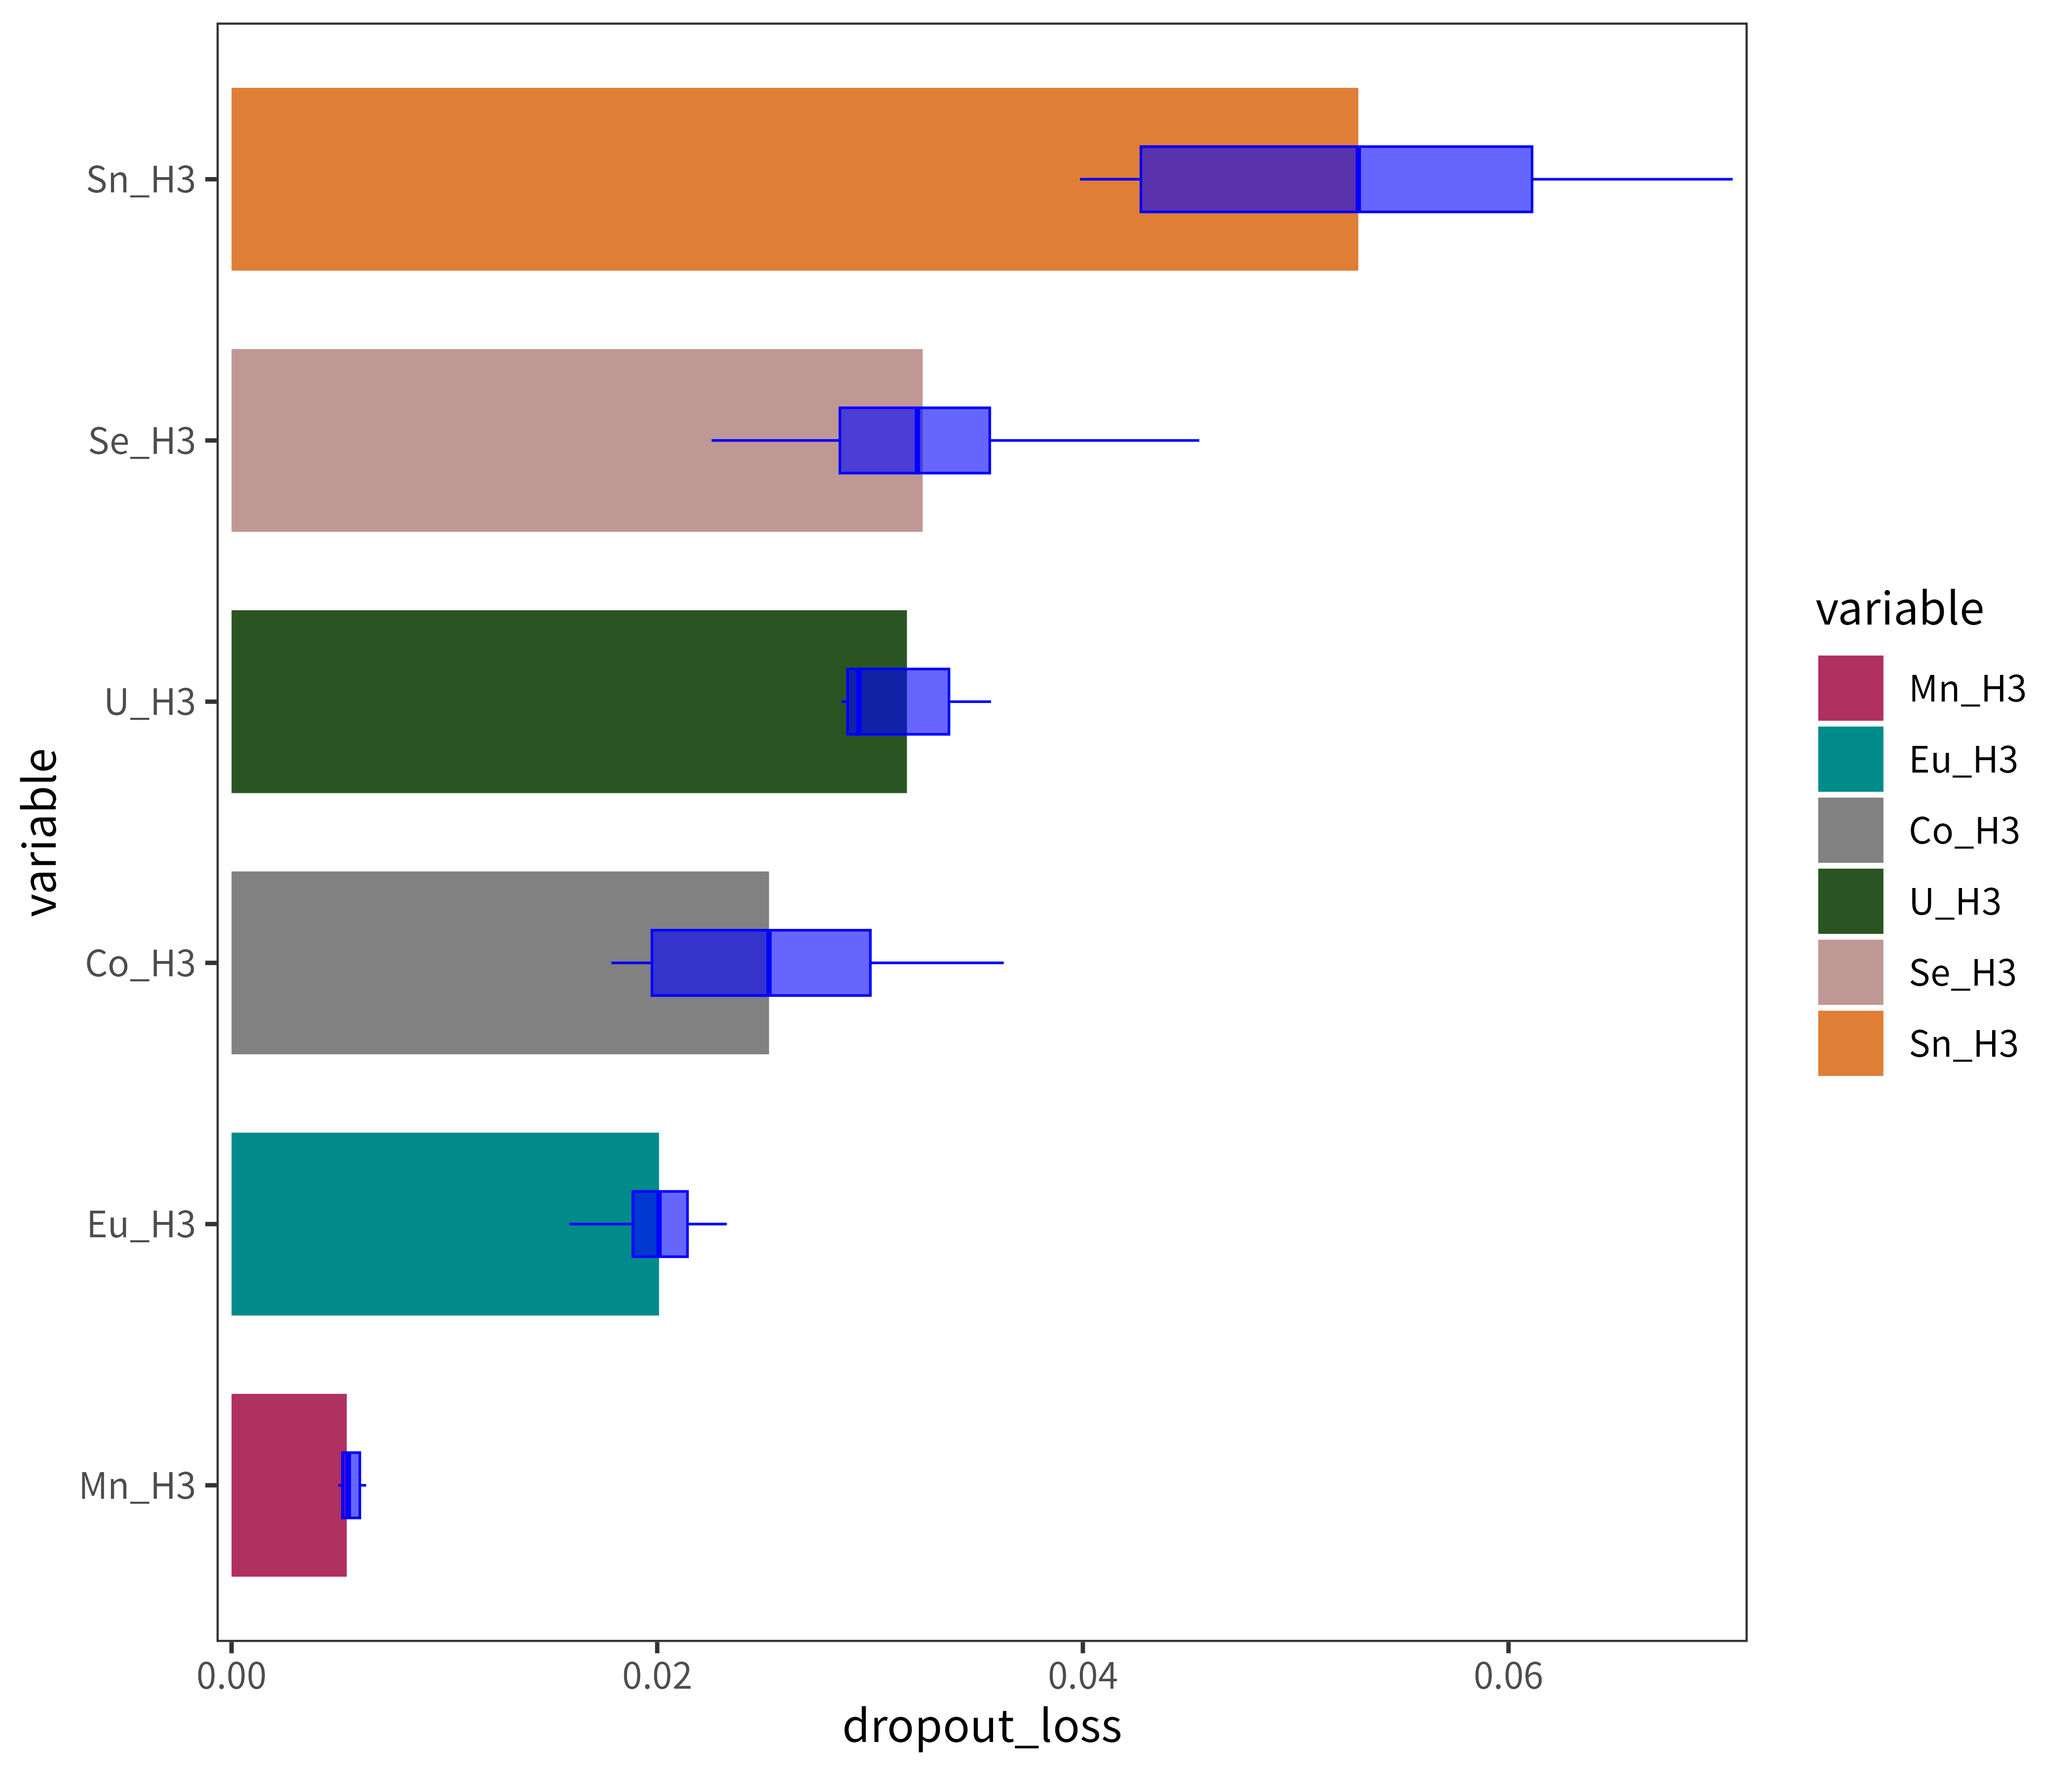 Sn_H3
Se_H3
U_H3
Co_H3
Eu_H3
Mn_H3
variable
0.00
0.02
0.04
0.06
dropout_loss
variable
Mn_H3
Eu_H3
Co_H3
U_H3
Se_H3
Sn_H3